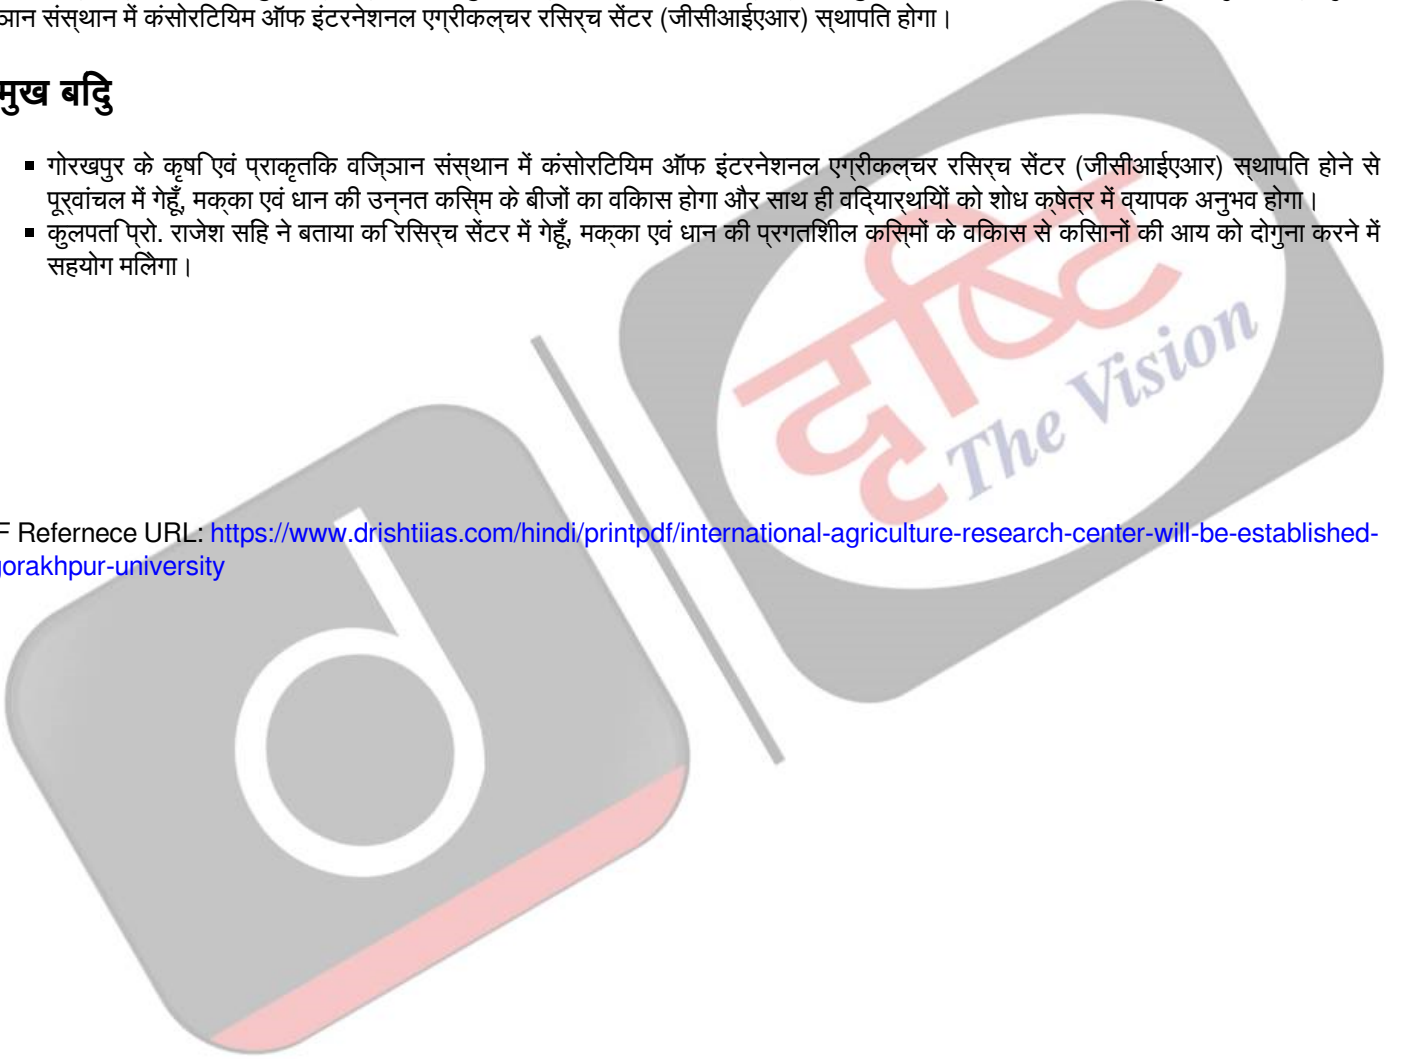 ञान संस्थान में कंसोरटियिम ऑफ इंटरनेशनल एग्रीकल्चर रसिर्च सेंटर (जीसीआईएआर) स्थापति होगा।
मुख बदुि
▪ गोरखपुर के कृषि एवं प्राकृतकि वजि्ञान संस्थान में कंसोरटियिम ऑफ इंटरनेशनल एग्रीकल्चर रसिर्च सेंटर (जीसीआईएआर) स्थापति होने से
पूर्वांचल में गेहूँ, मक्का एवं धान की उन्नत कसि्म के बीजों का वकिास होगा और साथ ही वदि्यार्थयिों को शोध क्षेत्र में व्यापक अनुभव होगा।
▪ कुलपति प्रो. राजेश सहि ने बताया कि रसिर्च सेंटर में गेहूँ, मक्का एवं धान की प्रगतशिील कसि्मों के वकिास से कसिानों की आय को दोगुना करने में
सहयोग मलिेगा।
दृष्टि
The Vision
d
F Refernece URL: https://www.drishtiias.com/hindi/printpdf/international-agriculture-research-center-will-be-established-
gorakhpur-university